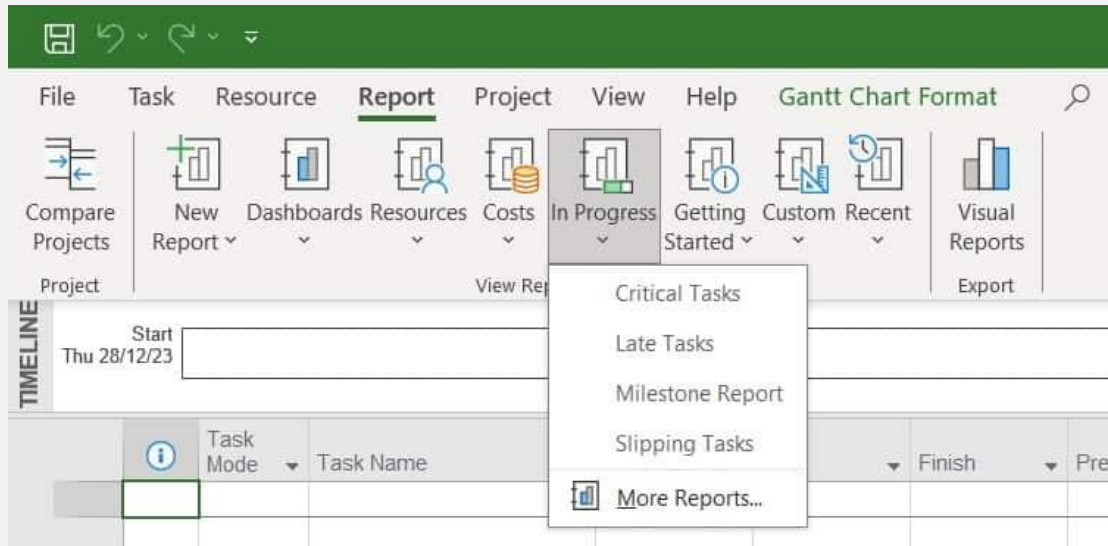 File Task Resource Report Project View Help Gantt Chart Format
Compare Projects
New Report
Dashboards
Resources
Costs
In Progress
Getting Started
Custom
Recent
Visual Reports
Project
View Rep
Export
Critical Tasks
Late Tasks
Milestone Report
Slipping Tasks
More Reports...
TIMELINE
Start
Thu 28/12/23
Task Mode
Task Name
Finish
Pre